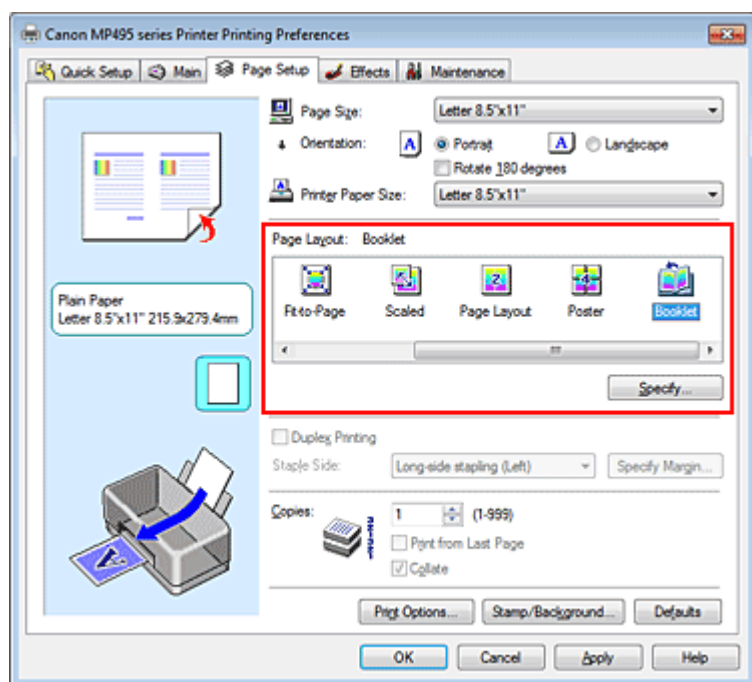 Canon MP495 series Printer Printing Preferences
Quick Setup Main Page Setup Effects Maintenance
Page Size: Letter 8.5"x11"
Orientation: A Portrait A Landscape
Rotate 180 degrees
Printer Paper Size: Letter 8.5"x11"
Page Layout: Booklet
Fit-to-Page Scaled Page Layout Poster Booklet
Plain Paper
Letter 8.5"x11" 215.9x279.4mm
Specify...
Duplex Printing
Staple Side: Long-side stapling (Left) Specify Margin...
Copies: 1 (1-999)
Print from Last Page
Collate
Print Options... Stamp/Background... Defaults
OK Cancel Apply Help